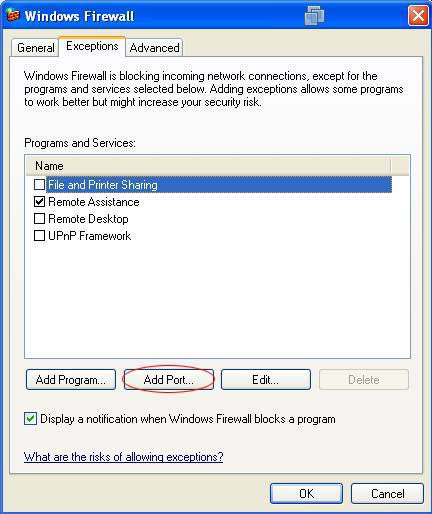 Windows Firewall
General Exceptions Advanced
Windows Firewall is blocking incoming network connections, except for the
programs and services selected below. Adding exceptions allows some programs
to work better but might increase your security risk.
Programs and Services:
Name
File and Printer Sharing
Remote Assistance
Remote Desktop
UPnP Framework
Add Program... Add Port... Edit... Delete
Display a notification when Windows Firewall blocks a program
What are the risks of allowing exceptions?
OK Cancel